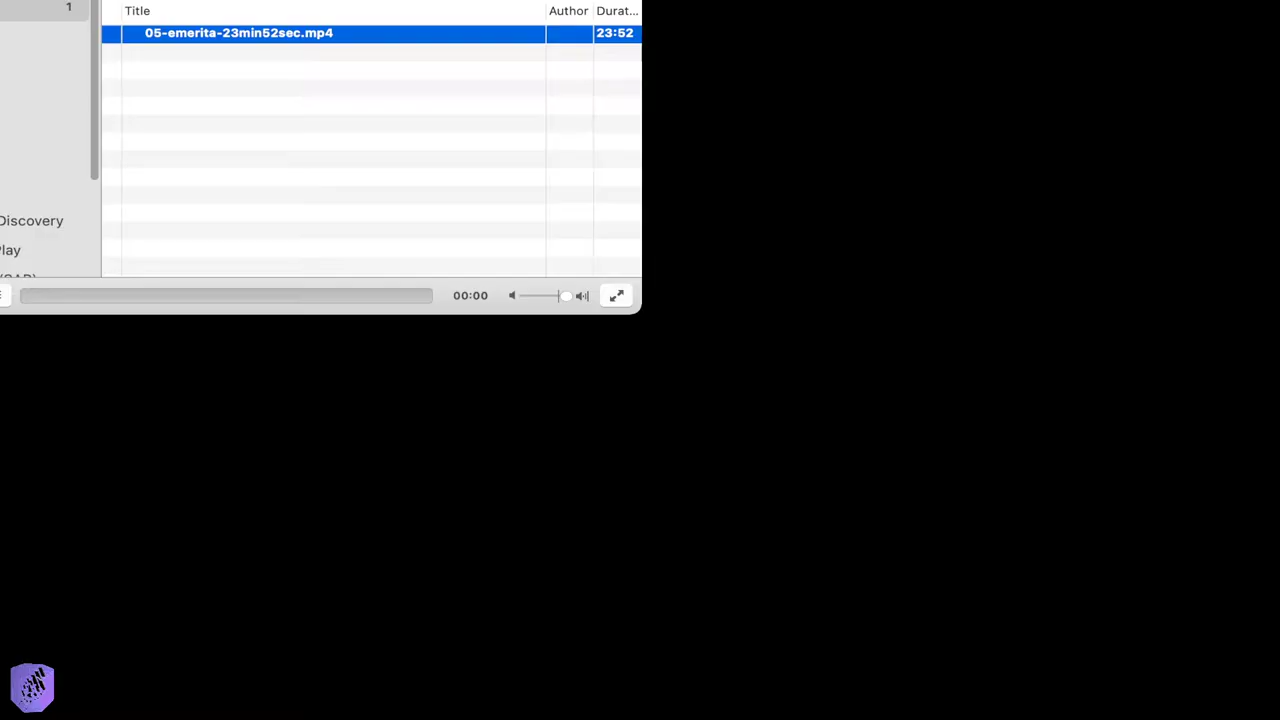 1
Title Author Durat...
05-emerita-23min52sec.mp4 23:52
Discovery
Play
00:00